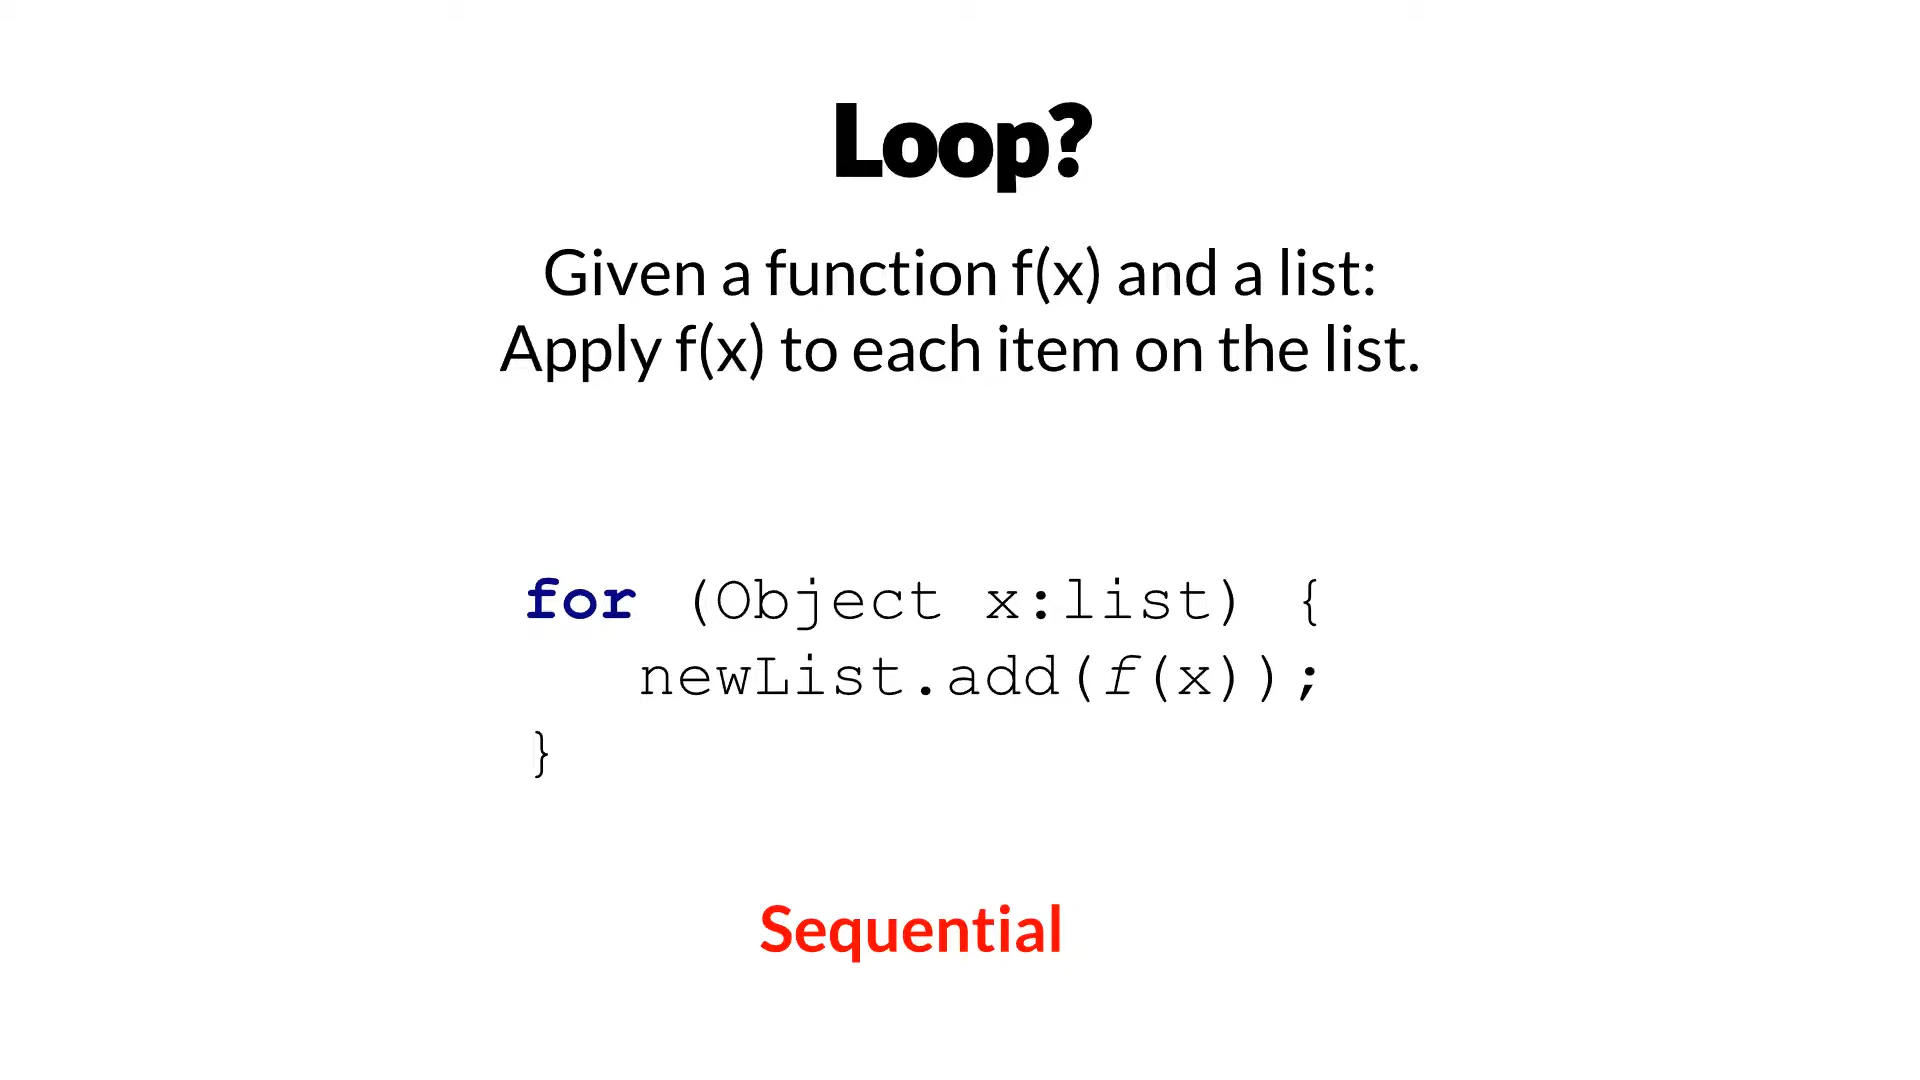 Loop?
Given a function f(x) and a list:
Apply f(x) to each item on the list.
for (Object x:list) {
newList.add(f(x));
}
Sequential